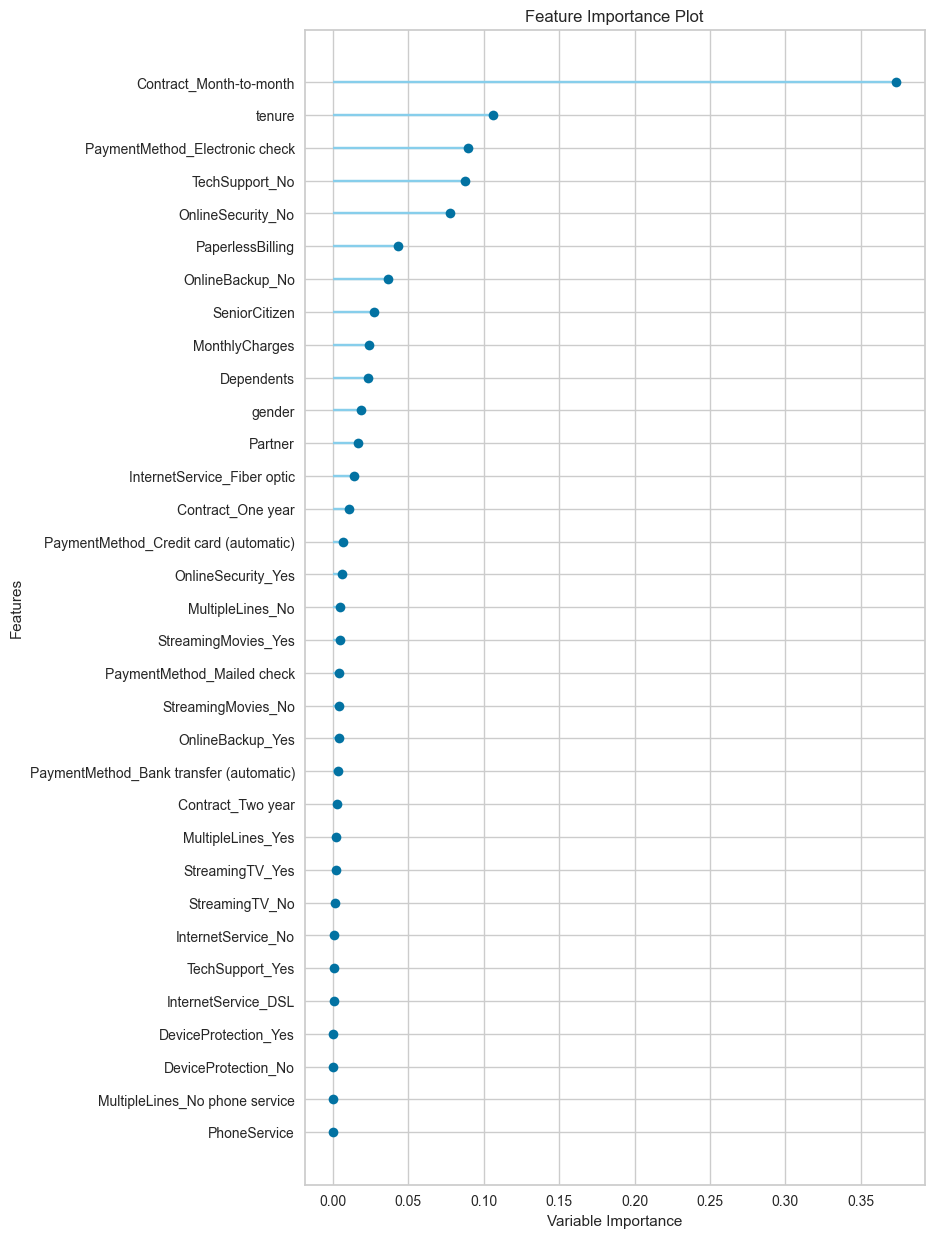 Feature Importance Plot
Contract_Month-to-month
tenure
PaymentMethod_Electronic check
TechSupport_No
OnlineSecurity_No
PaperlessBilling
OnlineBackup_No
SeniorCitizen
MonthlyCharges
Dependents
gender
Partner
InternetService_Fiber optic
Contract_One year
PaymentMethod_Credit card (automatic)
OnlineSecurity_Yes
MultipleLines_No
StreamingMovies_Yes
PaymentMethod_Mailed check
StreamingMovies_No
OnlineBackup_Yes
PaymentMethod_Bank transfer (automatic)
Contract_Two year
MultipleLines_Yes
StreamingTV_Yes
StreamingTV_No
InternetService_No
TechSupport_Yes
InternetService_DSL
DeviceProtection_Yes
DeviceProtection_No
MultipleLines_No phone service
PhoneService
Features
0.00 0.05 0.10 0.15 0.20 0.25 0.30 0.35
Variable Importance